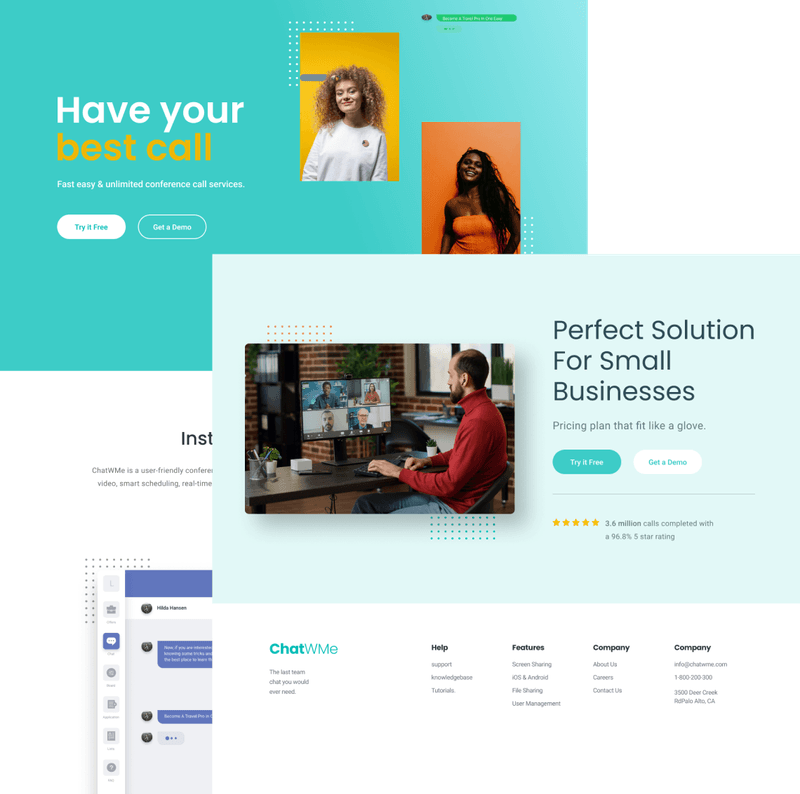 Become A Travel Pro In One Easy
Have your
best call
Fast easy & unlimited conference call services.
Try it Free
Get a Demo
Perfect Solution
For Small
Businesses
Pricing plan that fit like a glove.
Try it Free
Get a Demo
3.6 million calls completed with
a 96.8% 5 star rating
Inst
ChatWMe is a user-friendly confere
video, smart scheduling, real-time
Hilda Hansen
Office
Chat
Now, if you are interested
becoming some tricks and
the best place to learn th
Application
Become A Travel Pro In O
ChatWMe
The last team
chat you would
ever need.
Help
support
knowledgebase
Tutorials.
Features
Screen Sharing
iOS & Android
File Sharing
User Management
Company
About Us
Careers
Contact Us
Company
info@chatwme.com
1-800-200-300
3500 Deer Creek
RdPalo Alto, CA